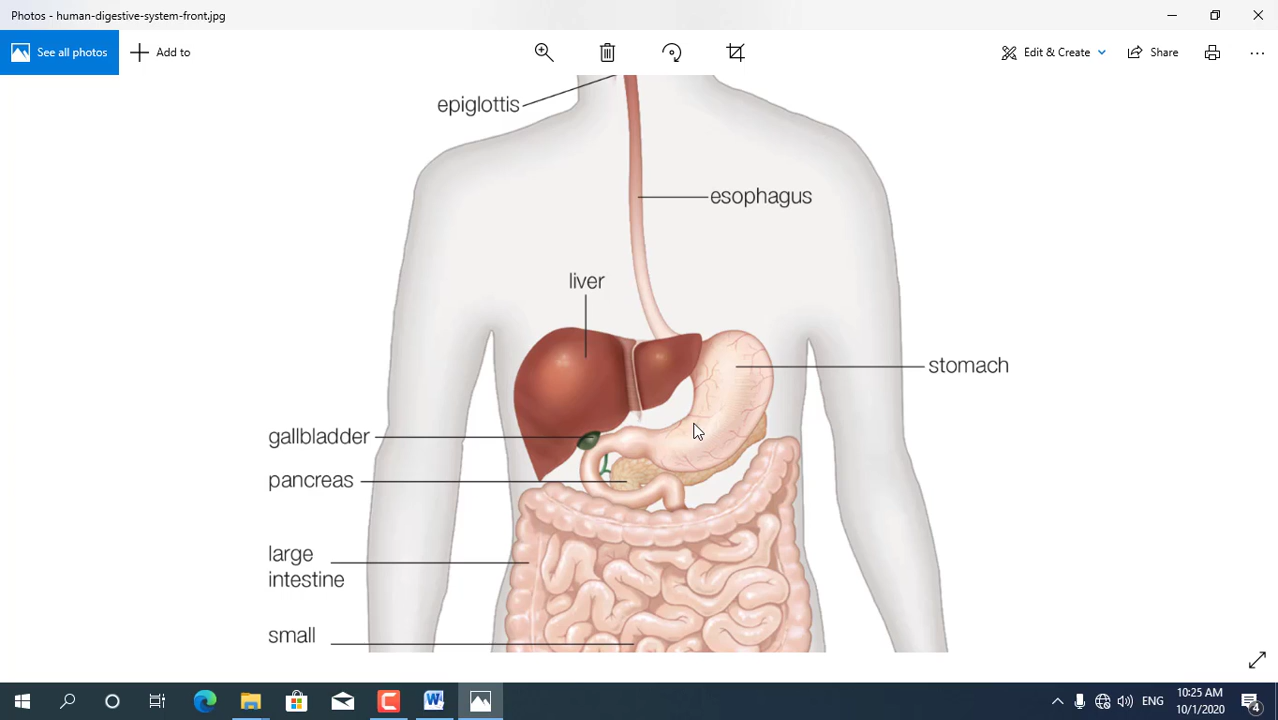 Photos - human-digestive-system-front.jpg
See all photos
Add to
Edit & Create
Share
epiglottis
esophagus
liver
stomach
gallbladder
pancreas
large
intestine
small
ENG
10:25 AM
10/1/2020
4